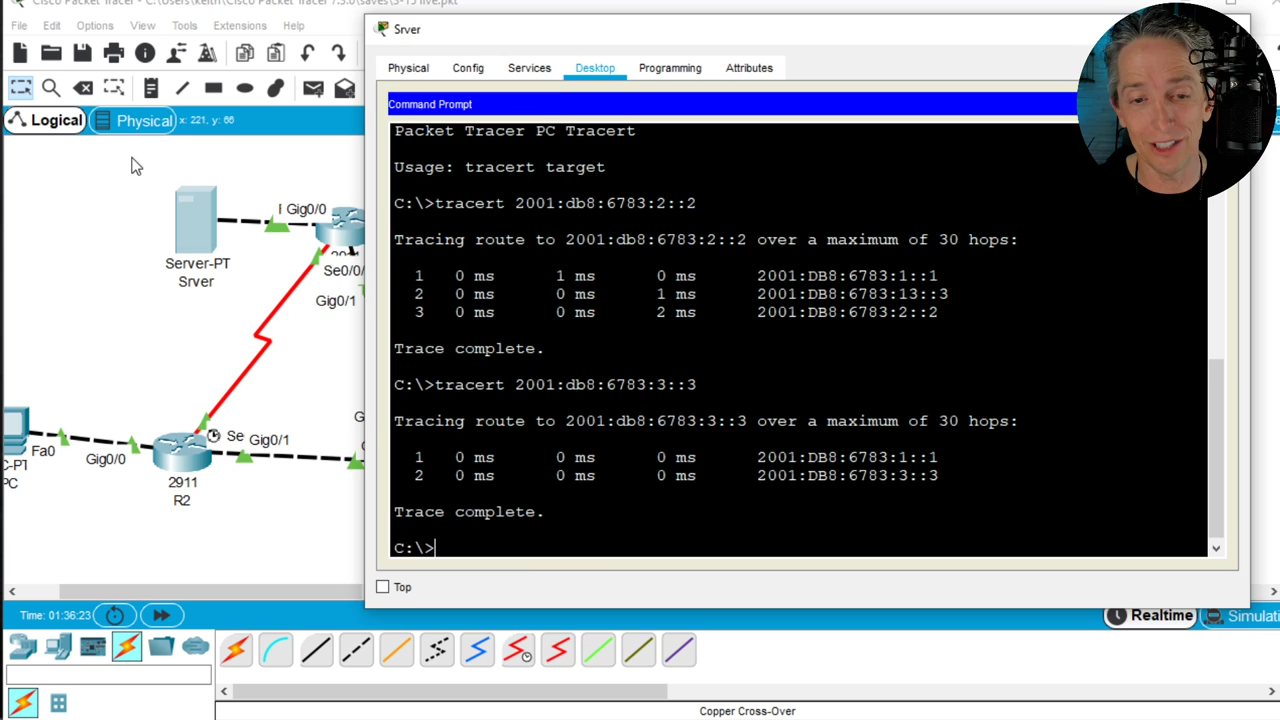 Cisco Packet Tracer - C:\Users\keith\Cisco Packet Tracer 7.3.0\saves\3-15 live.pkt
File Edit Options View Tools Extensions Help
Srver
Physical Config Services Desktop Programming Attributes
Logical Physical x: 221, y: 66
Command Prompt
Packet Tracer PC Tracert
Usage: tracert target
C:\>tracert 2001:db8:6783:2::2
Tracing route to 2001:db8:6783:2::2 over a maximum of 30 hops:
1 0 ms 1 ms 0 ms 2001:DB8:6783:1::1
2 0 ms 0 ms 1 ms 2001:DB8:6783:13::3
3 0 ms 0 ms 2 ms 2001:DB8:6783:2::2
Trace complete.
C:\>tracert 2001:db8:6783:3::3
Tracing route to 2001:db8:6783:3::3 over a maximum of 30 hops:
1 0 ms 0 ms 0 ms 2001:DB8:6783:1::1
2 0 ms 0 ms 0 ms 2001:DB8:6783:3::3
Trace complete.
C:\>
Top
Gig0/0
Server-PT
Srver
Se0/0/
Gig0/1
Fa0
C-PT
PC
Gig0/0
Se
Gig0/1
2911
R2
Time: 01:36:23
Realtime
Simulati
Copper Cross-Over